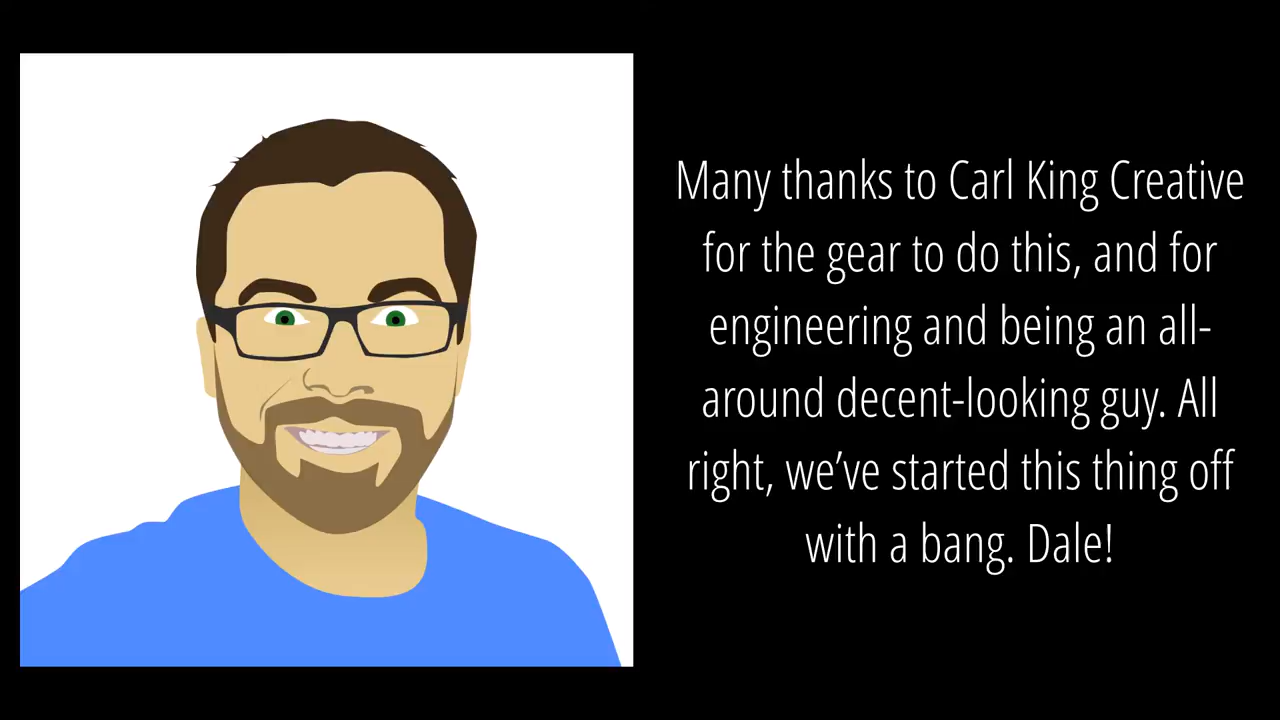 Many thanks to Carl King Creative
for the gear to do this, and for
engineering and being an all-
around decent-looking guy. All
right, we’ve started this thing off
with a bang. Dale!